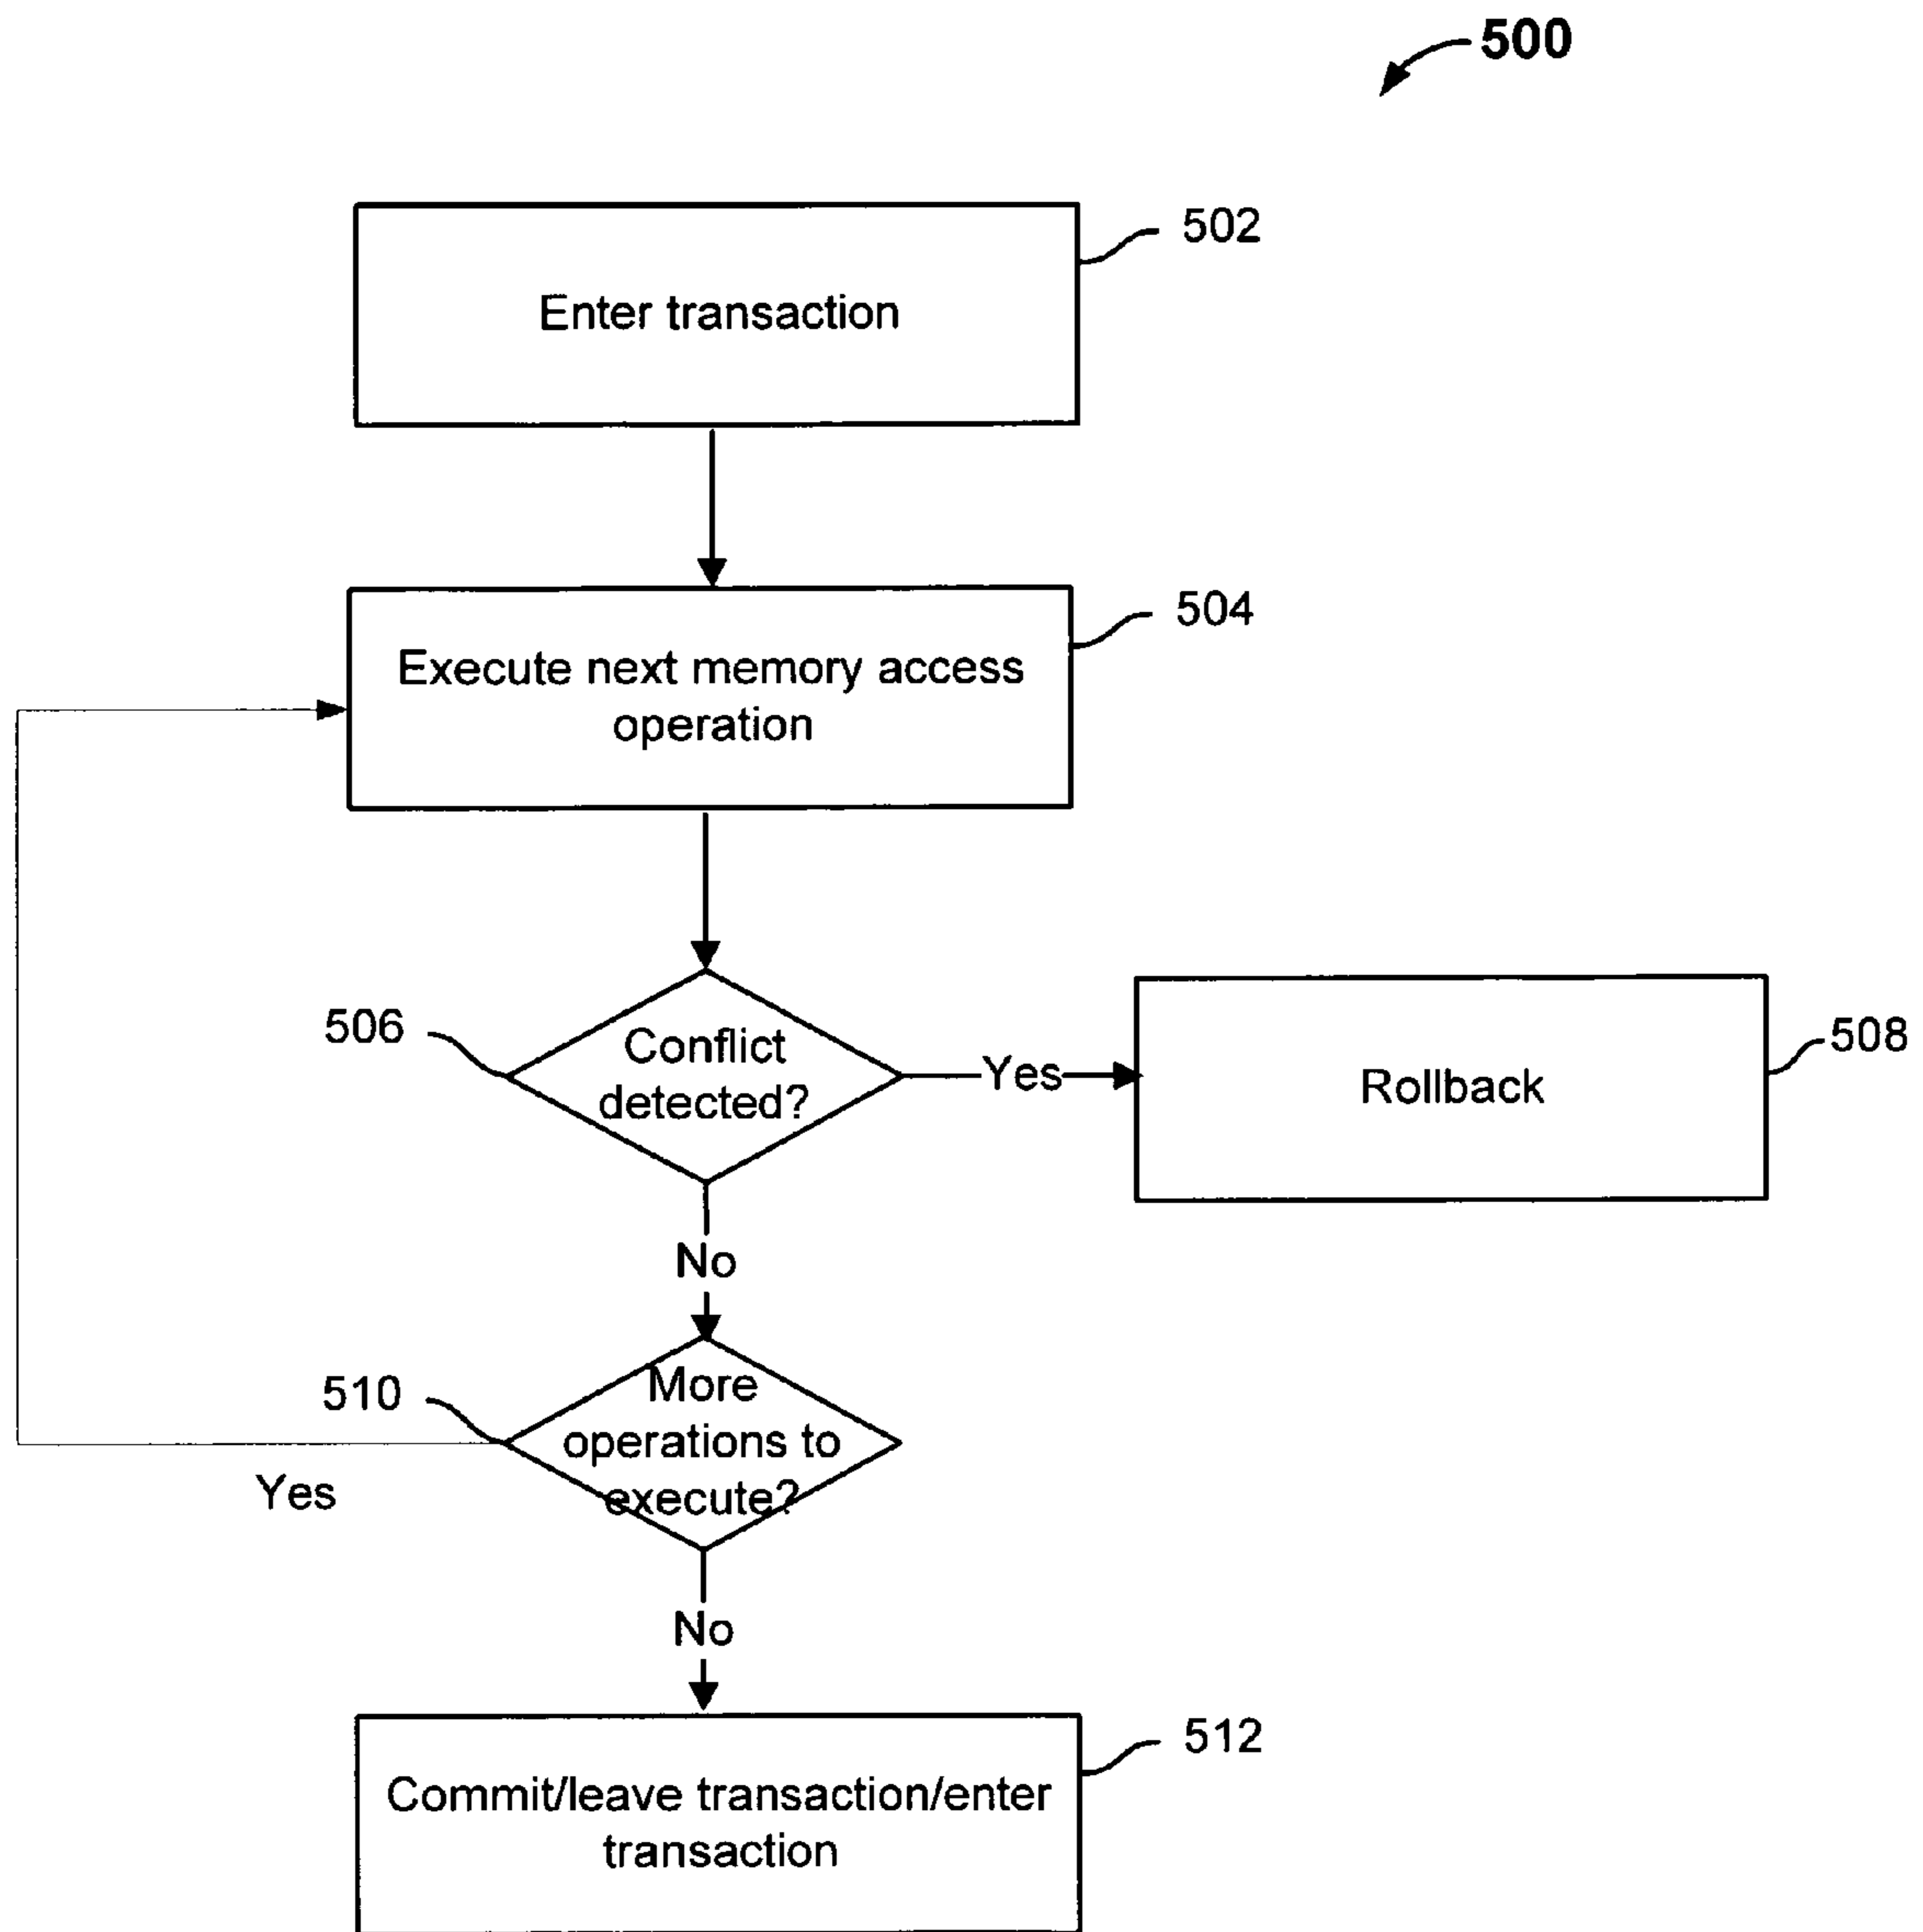 500
502
Enter transaction
504
Execute next memory access
operation
506
Conflict
detected?
Yes
508
Rollback
No
510
More
operations to
execute?
Yes
No
512
Commit/leave transaction/enter
transaction